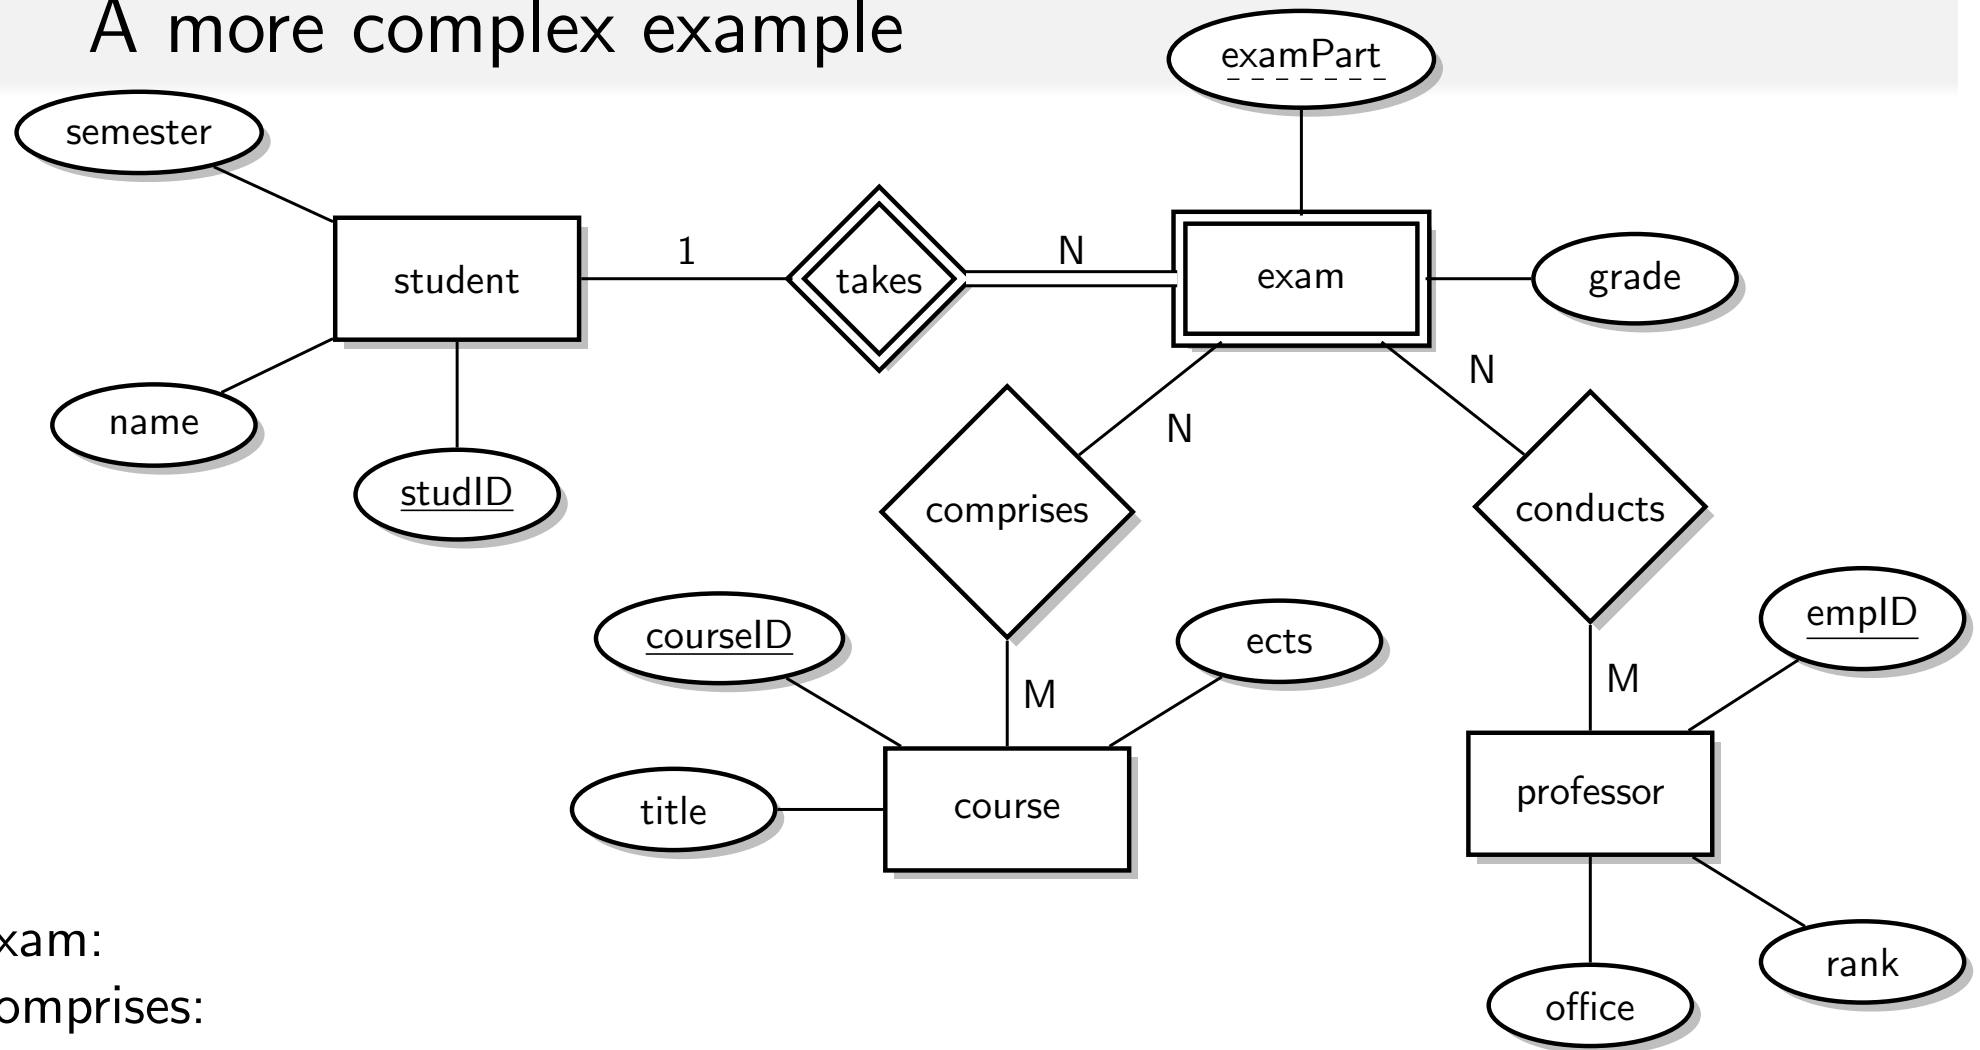 A more complex example
examPart
semester
1
N
student
takes
exam
grade
N
N
name
studID
comprises
conducts
courseID
ects
empID
M
M
title
course
professor
xam:
omprises:
rank
office